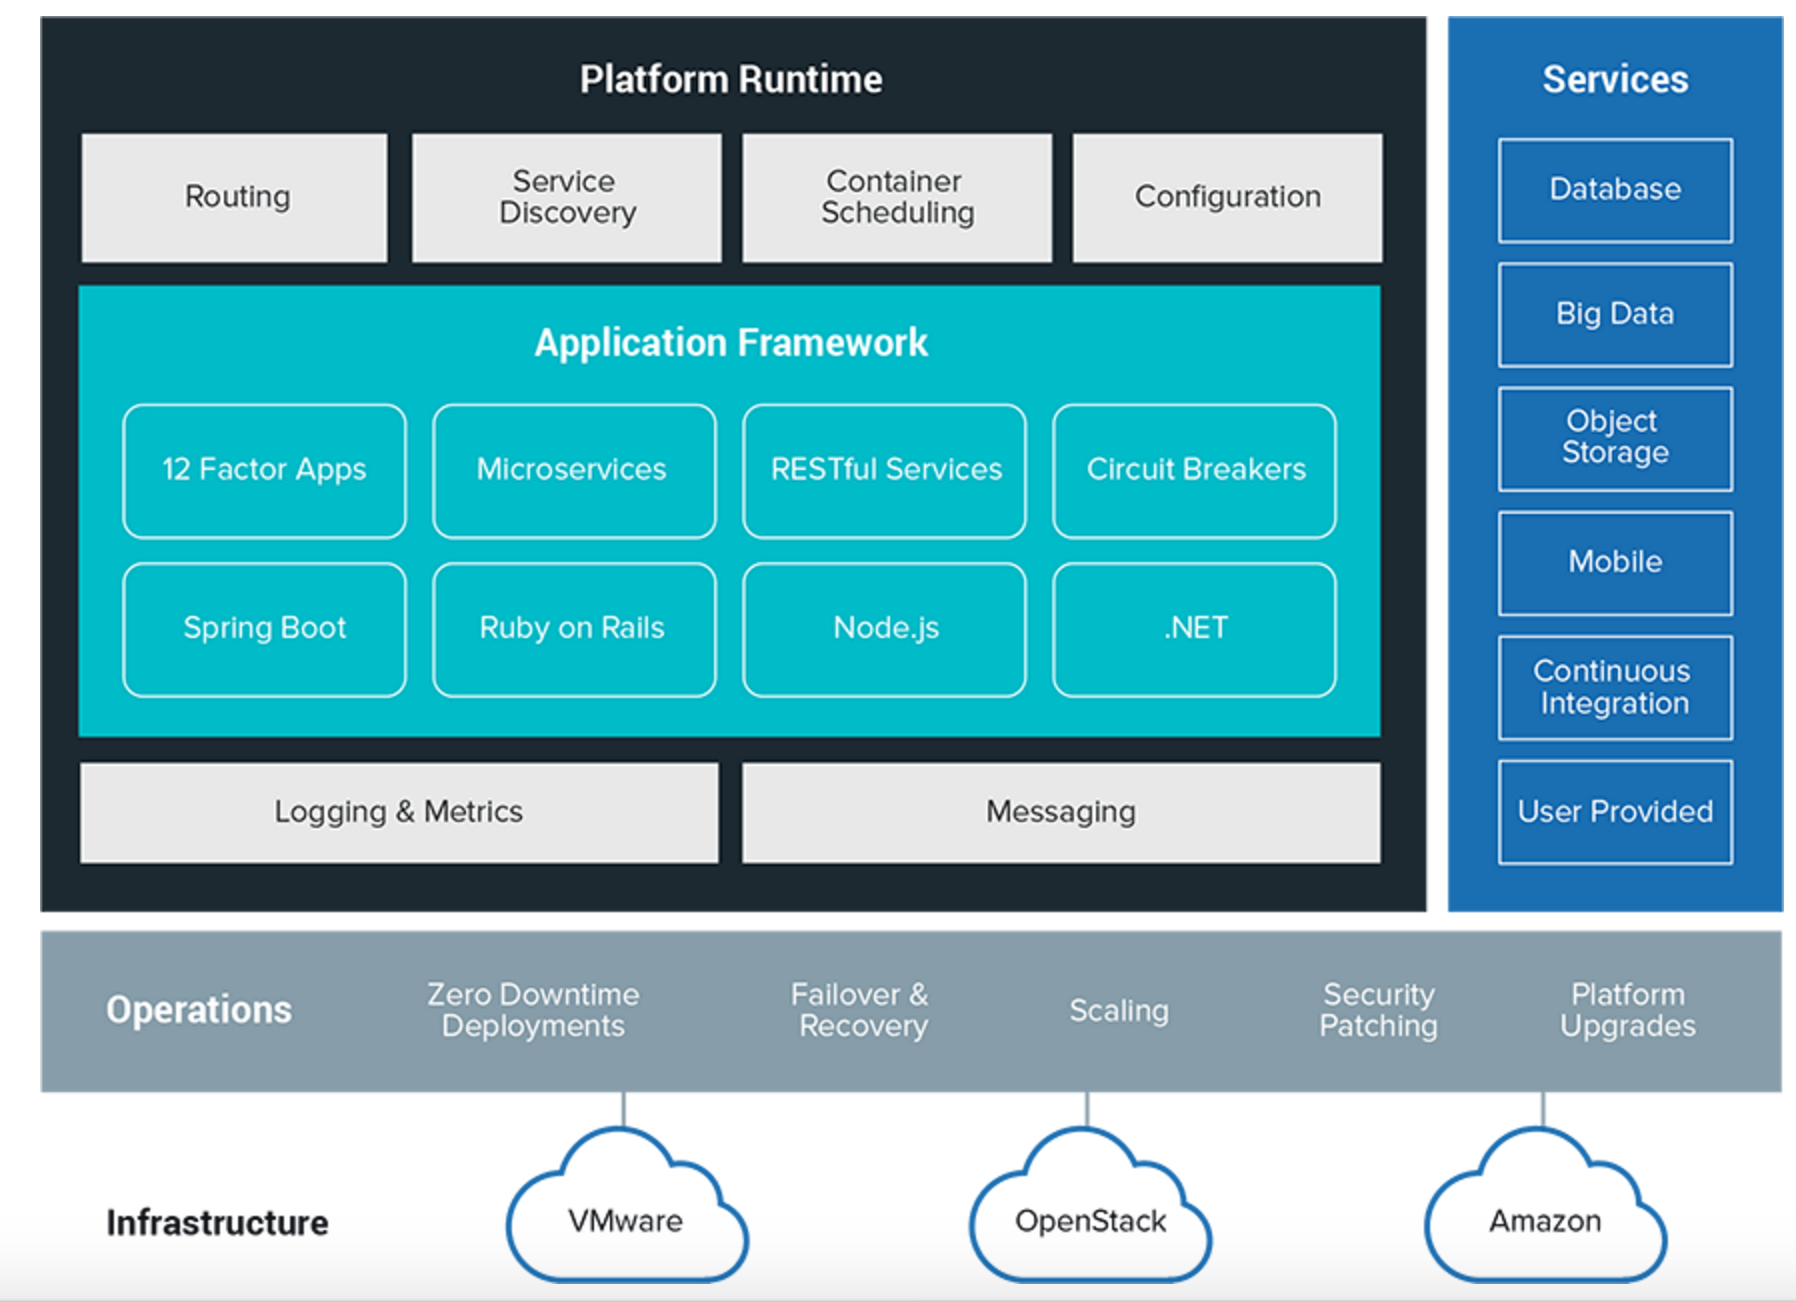 Platform Runtime
Routing
Service
Discovery
Container
Scheduling
Configuration
Application Framework
12 Factor Apps
Microservices
RESTful Services
Circuit Breakers
Spring Boot
Ruby on Rails
Node.js
.NET
Logging & Metrics
Messaging
Services
Database
Big Data
Object
Storage
Mobile
Continuous
Integration
User Provided
Operations
Zero Downtime
Deployments
Failover &
Recovery
Scaling
Security
Patching
Platform
Upgrades
Infrastructure
VMware
OpenStack
Amazon